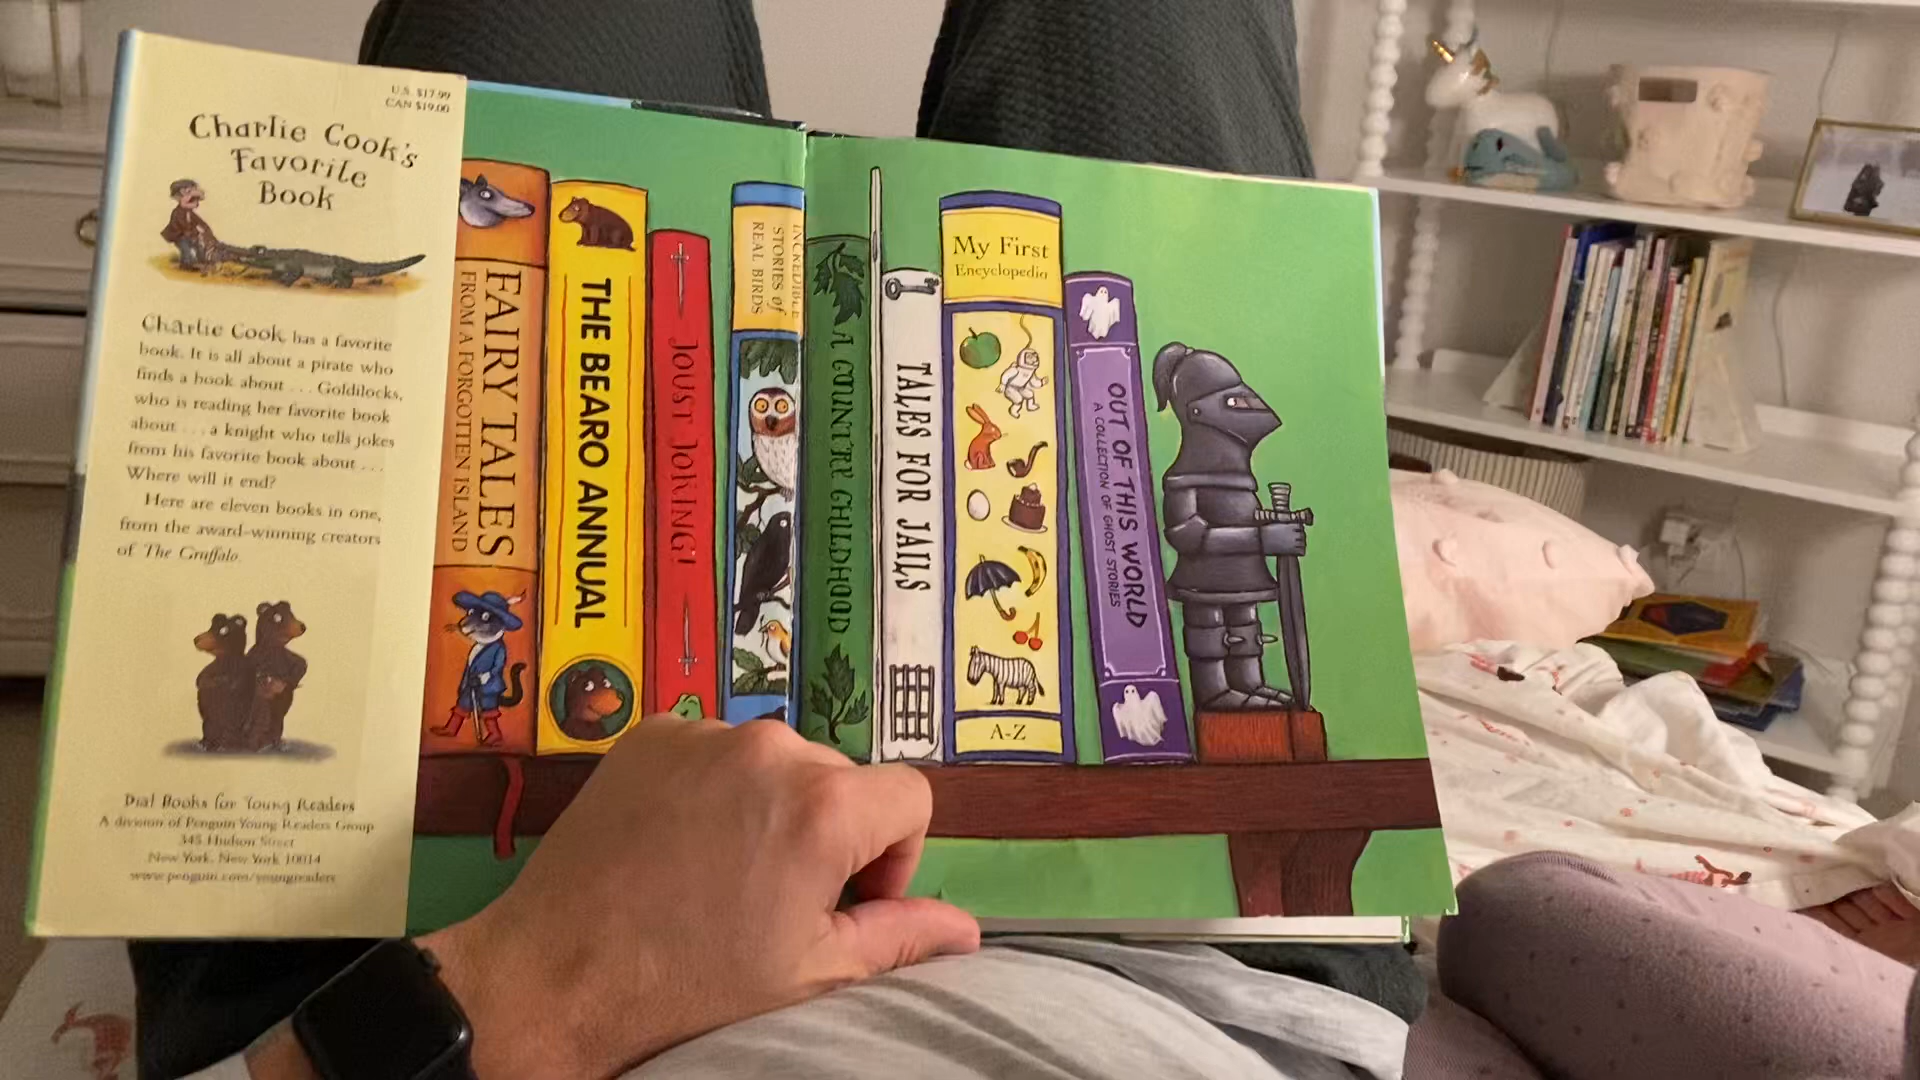 U.S. $17.99
CAN $19.00
Charlie Cook's
Favorite
Book
Charlie Cook has a favorite
book. It is all about a pirate who
finds a book about . . . Goldilocks,
who is reading her favorite book
about . . . a knight who tells jokes
from his favorite book about . . .
Where will it end?
Here are eleven books in one,
from the award-winning creators
of The Gruffalo.
Dial Books for Young Readers
A division of Penguin Young Readers Group
345 Hudson Street
New York, New York 10014
www.penguin.com/youngreaders
FAIRY TALES
FROM A FORGOTTEN ISLAND
THE BEARO ANNUAL
JOUST JOKING!
INCREDIBLE
STORIES of
REAL BIRDS
A COUNTRY CHILDHOOD
TALES FOR JAILS
My First
Encyclopedia
A-Z
OUT OF THIS WORLD
A COLLECTION OF GHOST STORIES